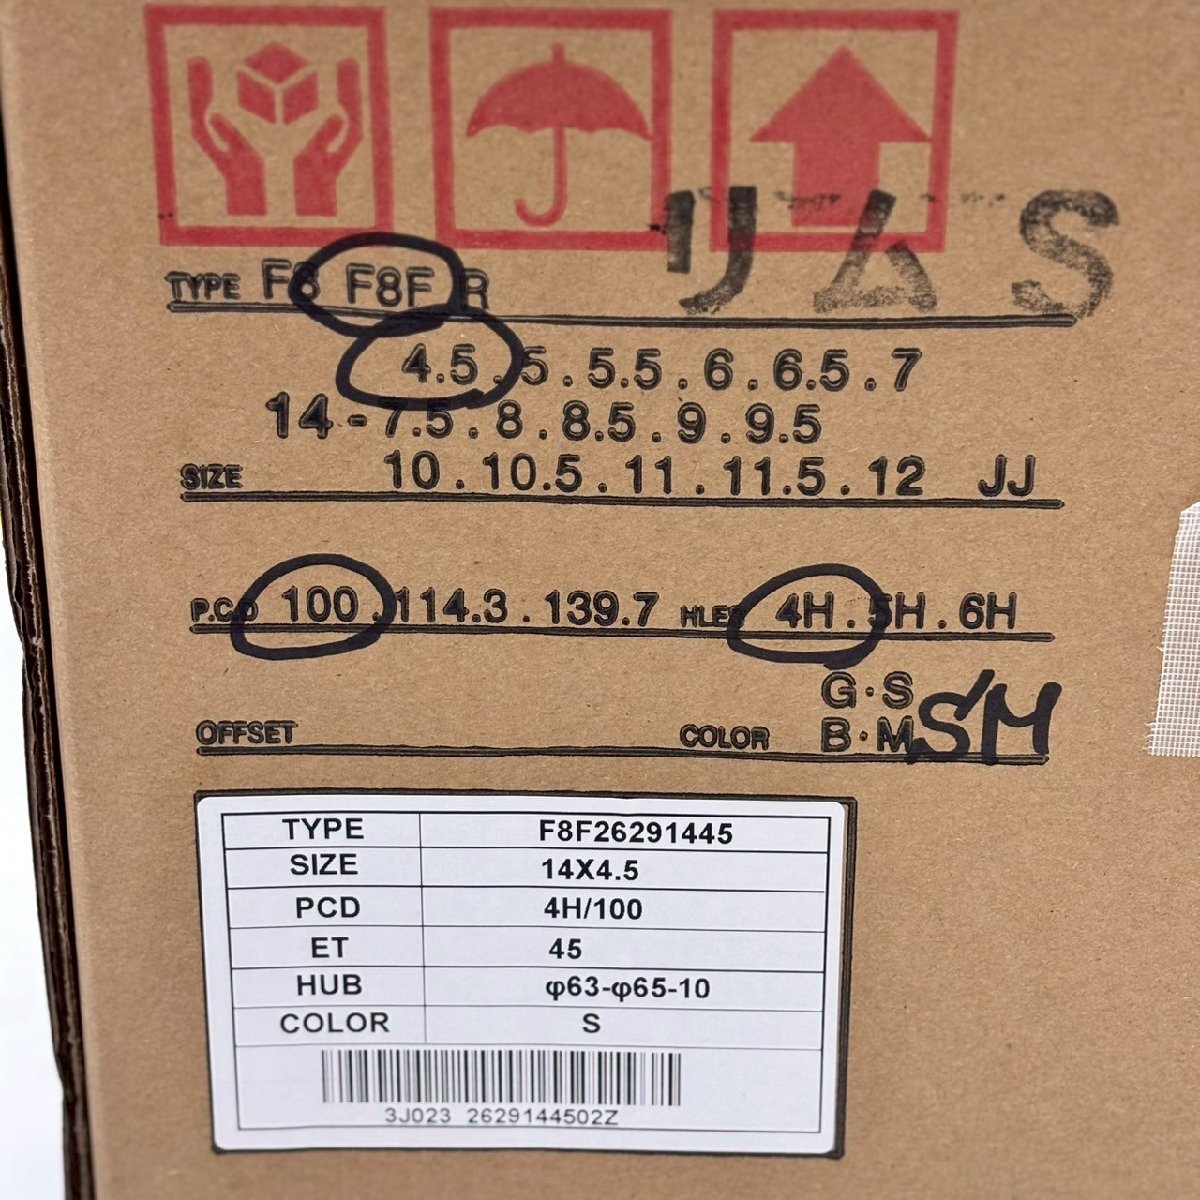 リム S
TYPE F8 F8F R
4.5 . 5 . 5.5 . 6 . 6.5 . 7
14 - 7.5 . 8 . 8.5 . 9 . 9.5
SIZE 10 . 10.5 . 11 . 11.5 . 12 JJ
P.C.D 100 . 114.3 . 139.7 HLES 4H . 5H . 6H
G・S
OFFSET COLOR B・M SM
TYPE F8F26291445
SIZE 14X4.5
PCD 4H/100
ET 45
HUB φ63-φ65-10
COLOR S
3J023 2629144502Z